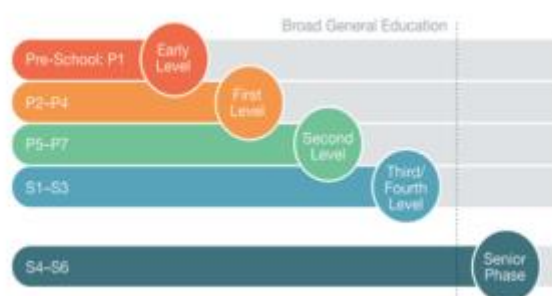 Broad General Education
Pre-School: P1
Early
Level
P2–P4
First
Level
P5–P7
Second
Level
S1–S3
Third/
Fourth
Level
S4–S6
Senior
Phase